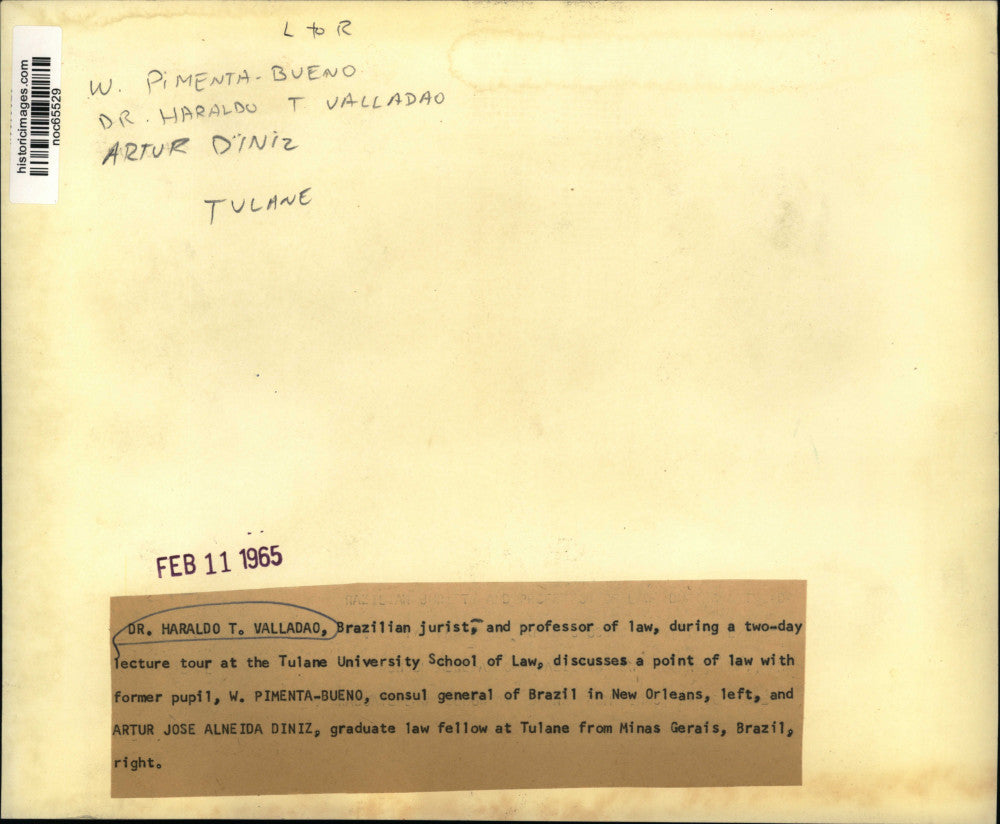 L to R
W. PIMENTA-BUENO
DR. HARALDO T VALLADAO
ARTUR DINIZ
TULANE
historicimages.com
noc65529
FEB 11 1965
DR. HARALDO T. VALLADAO, Brazilian jurist, and professor of law, during a two-day
lecture tour at the Tulane University School of Law, discusses a point of law with
former pupil, W. PIMENTA-BUENO, consul general of Brazil in New Orleans, left, and
ARTUR JOSE ALNEIDA DINIZ, graduate law fellow at Tulane from Minas Gerais, Brazil,
right.